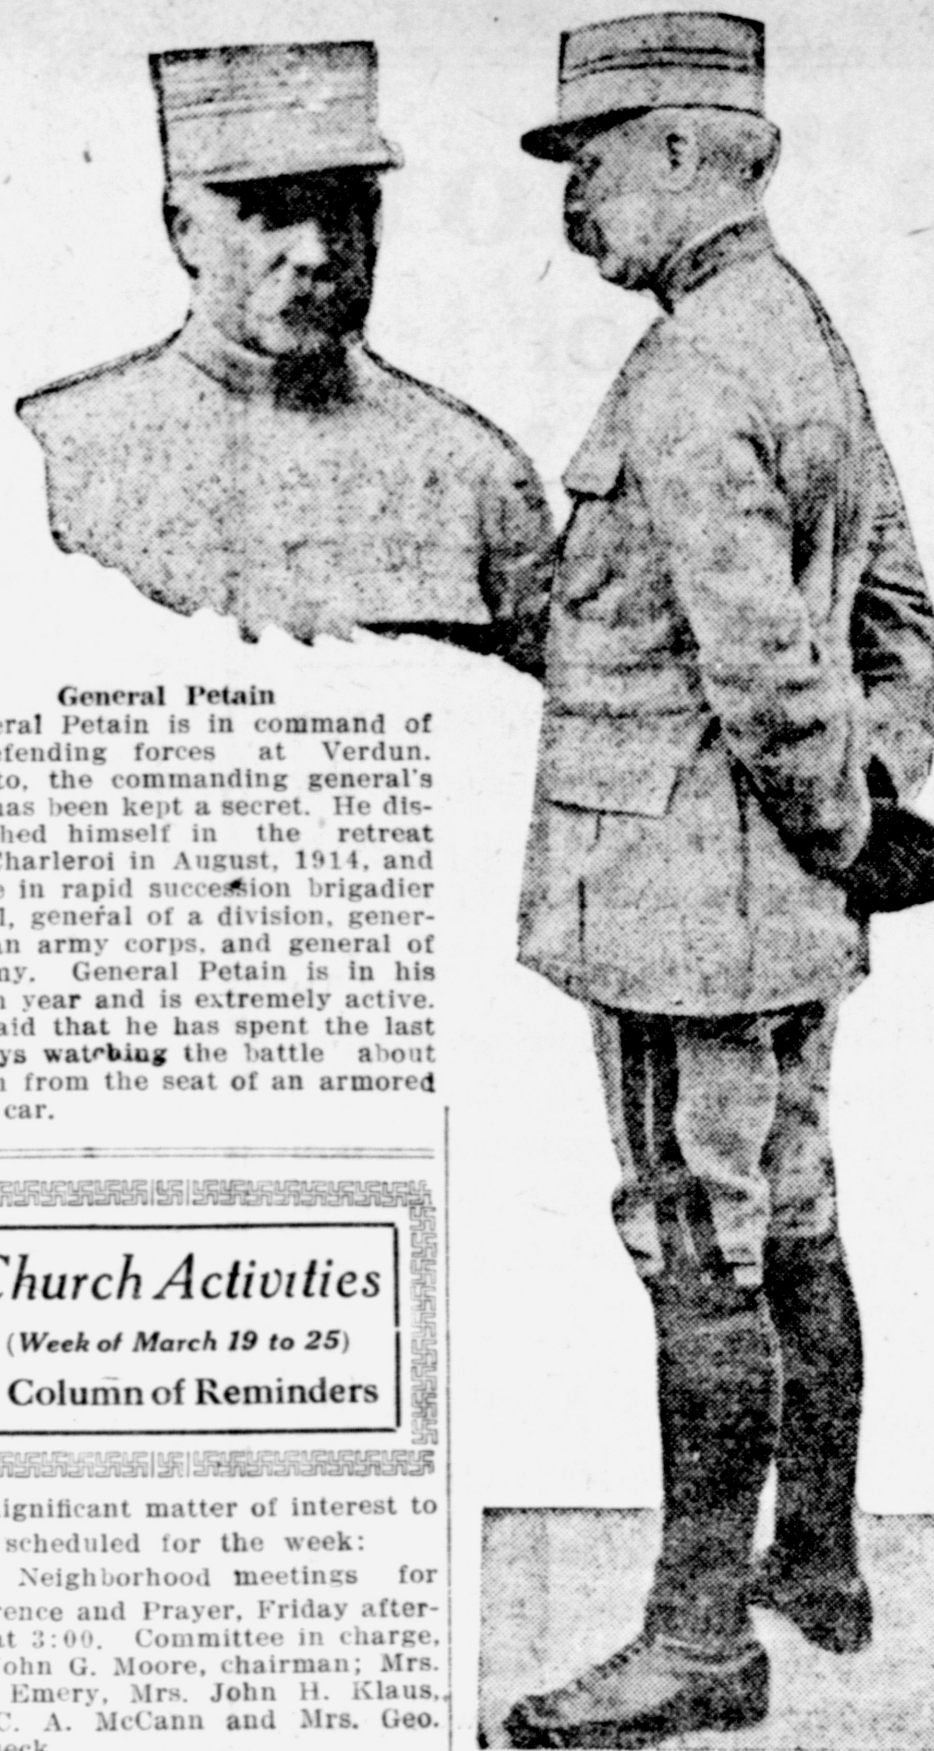 General Petain
eral Petain is in command of
efending forces at Verdun.
to, the commanding general's
has been kept a secret. He dis-
hed himself in the retreat
Charleroi in August, 1914, and
e in rapid succession brigadier
l, general of a division, gener-
an army corps, and general of
my. General Petain is in his
h year and is extremely active.
aid that he has spent the last
ys watching the battle about
n from the seat of an armored
car.
Church Activities
(Week of March 19 to 25)
Column of Reminders
ignificant matter of interest to
scheduled for the week:
Neighborhood meetings for
rence and Prayer, Friday after-
at 3:00. Committee in charge,
John G. Moore, chairman; Mrs.
Emery, Mrs. John H. Klaus,
C. A. McCann and Mrs. Geo.